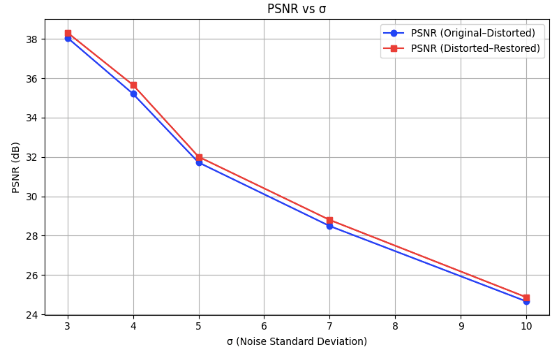 PSNR vs σ
PSNR (Original–Distorted)
PSNR (Distorted–Restored)
PSNR (dB)
38
36
34
32
30
28
26
24
3 4 5 6 7 8 9 10
σ (Noise Standard Deviation)